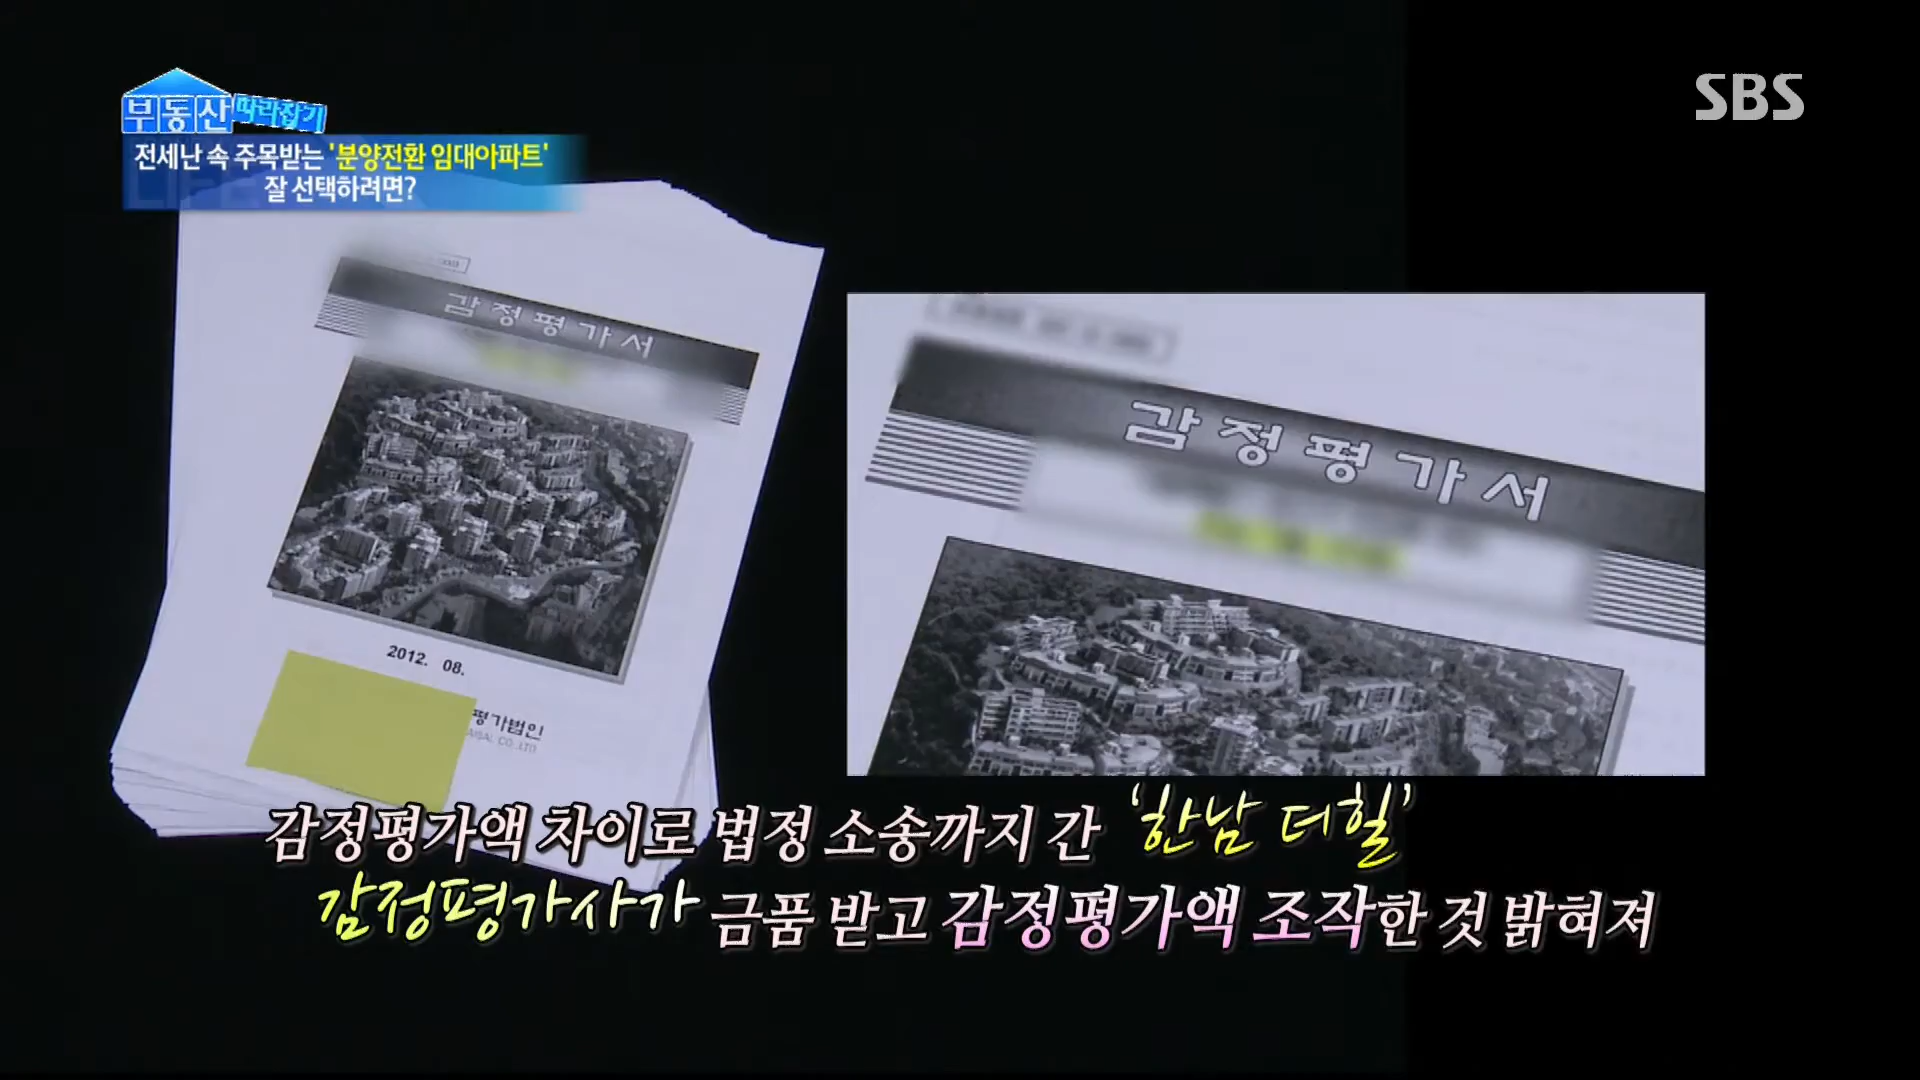 부동산 따라잡기
SBS
전세난 속 주목받는 '분양전환 임대아파트'
잘 선택하려면?
감정평가서
2012. 08.
평가법인
CO.,LTD
감정평가서
감정평가액 차이로 법정 소송까지 간 '한남 더힐'
감정평가사가 금품 받고 감정평가액 조작한 것 밝혀져